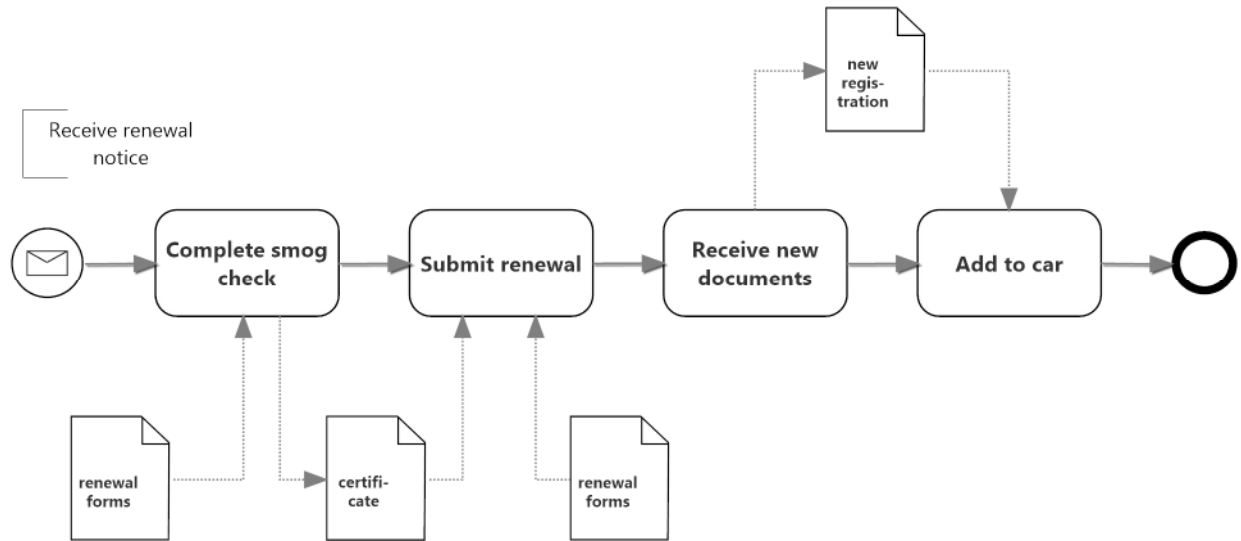 new
regis-
tration
Receive renewal
notice
Complete smog
check
Submit renewal
Receive new
documents
Add to car
renewal
forms
certifi-
cate
renewal
forms